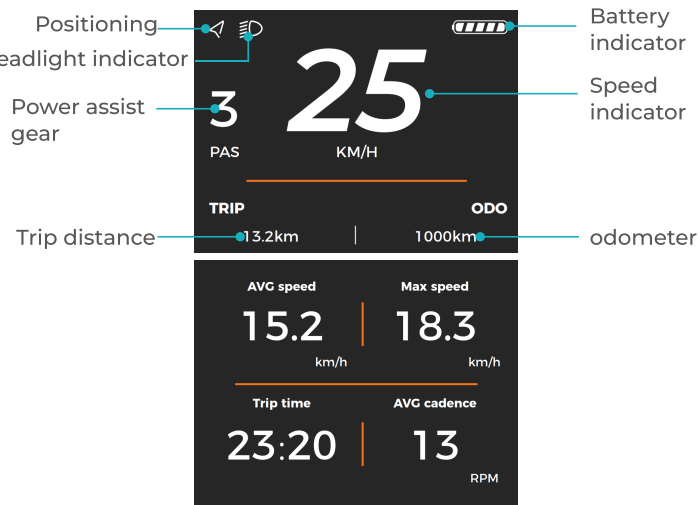 Positioning
Battery
indicator
eadlight indicator
25
Speed
indicator
Power assist
gear
3
PAS
KM/H
TRIP
ODO
Trip distance
13.2km
1000km
odometer
AVG speed
Max speed
15.2
18.3
km/h
km/h
Trip time
AVG cadence
23:20
13
RPM